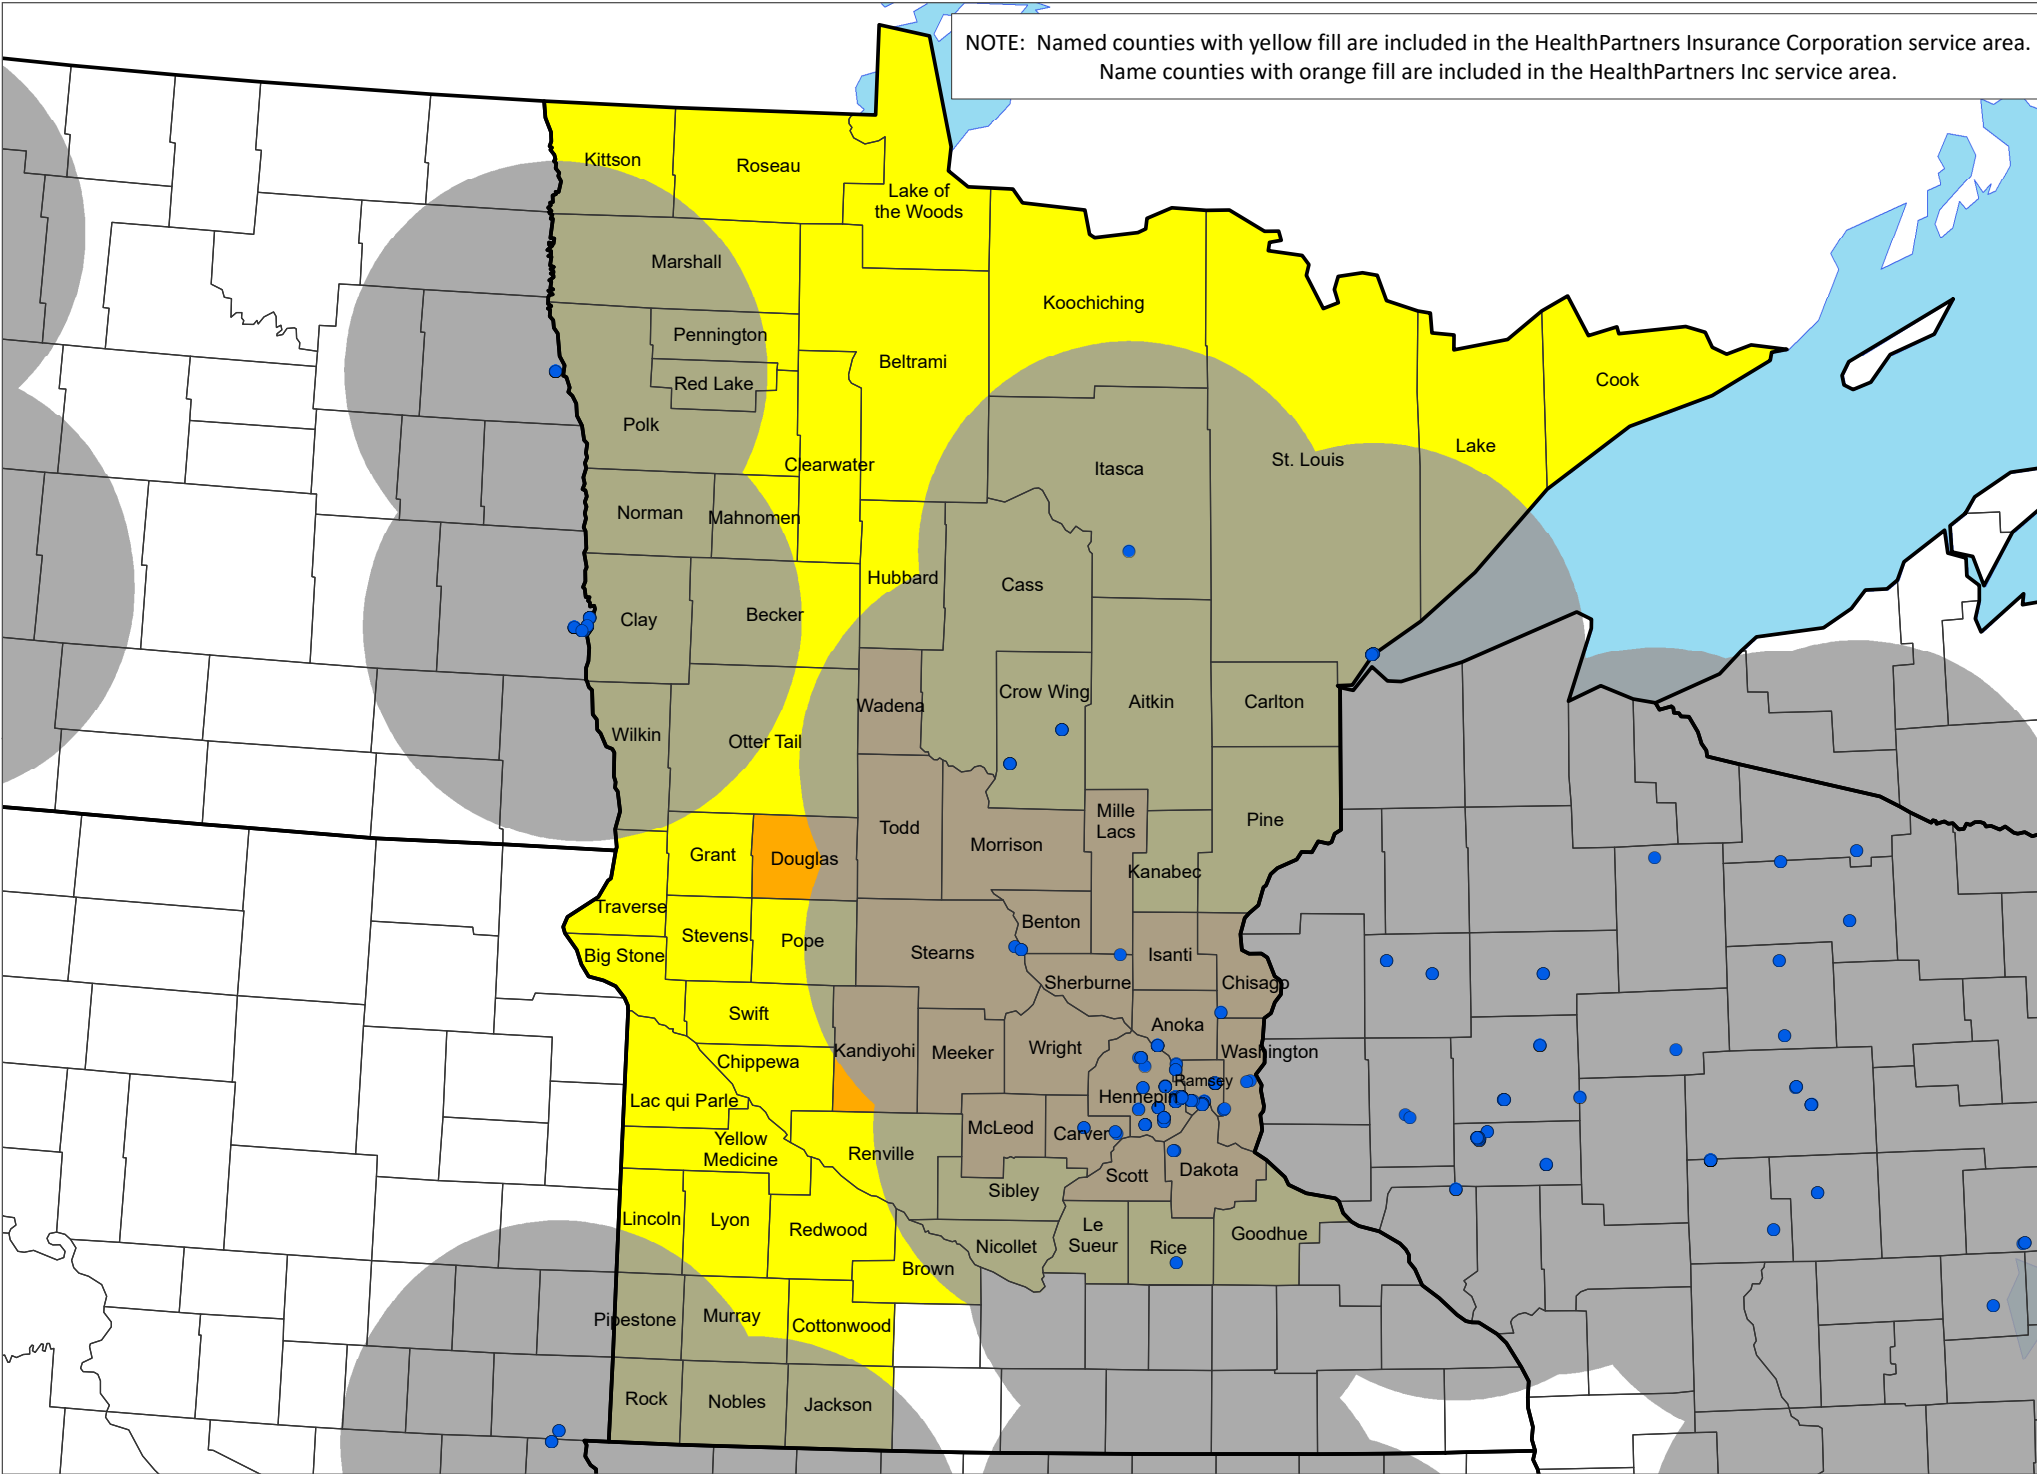 NOTE: Named counties with yellow fill are included in the HealthPartners Insurance Corporation service area.
Name counties with orange fill are included in the HealthPartners Inc service area.
Kittson
Roseau
Lake of
the Woods
Marshall
Koochiching
Pennington
Beltrami
Red Lake
Cook
Polk
Lake
St. Louis
Clearwater
Itasca
Norman
Mahnomen
Hubbard
Cass
Clay
Becker
Crow Wing
Aitkin
Carlton
Wadena
Wilkin
Otter Tail
Mille
Lacs
Pine
Todd
Morrison
Grant
Douglas
Kanabec
Traverse
Benton
Stevens
Pope
Stearns
Isanti
Big Stone
Sherburne
Chisago
Swift
Anoka
Kandiyohi
Meeker
Wright
Washington
Chippewa
Ramsey
Hennepin
Lac qui Parle
McLeod
Carver
Yellow
Medicine
Renville
Scott
Dakota
Sibley
Lincoln
Lyon
Redwood
Le
Sueur
Goodhue
Nicollet
Rice
Brown
Pipestone
Murray
Cottonwood
Rock
Nobles
Jackson